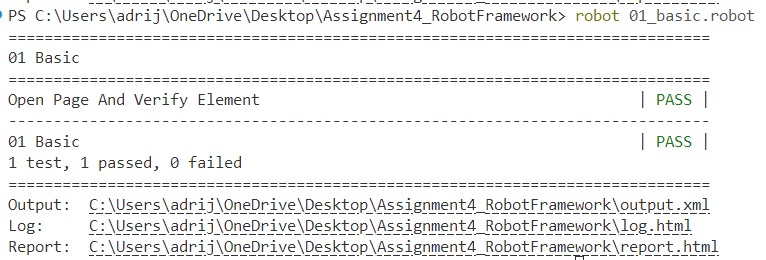 PS C:\Users\adrij\OneDrive\Desktop\Assignment4_RobotFramework> robot 01_basic.robot
==============================================================================
01 Basic
==============================================================================
Open Page And Verify Element | PASS |
------------------------------------------------------------------------------
01 Basic | PASS |
1 test, 1 passed, 0 failed
==============================================================================
Output: C:\Users\adrij\OneDrive\Desktop\Assignment4_RobotFramework\output.xml
Log: C:\Users\adrij\OneDrive\Desktop\Assignment4_RobotFramework\log.html
Report: C:\Users\adrij\OneDrive\Desktop\Assignment4_RobotFramework\report.html